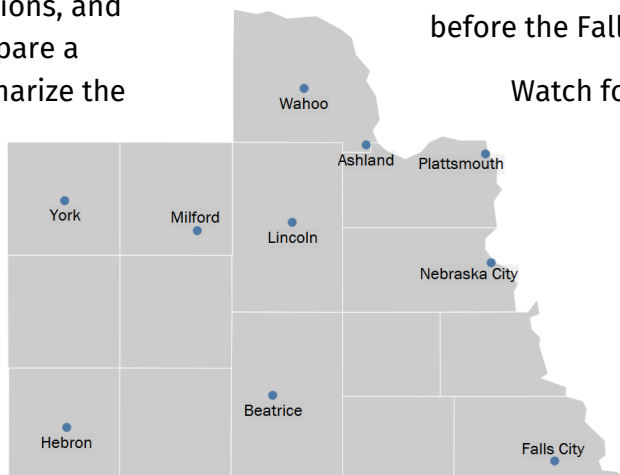 ions, and
pare a
marize the
before the Fall
Watch fo
Wahoo
Ashland
Plattsmouth
York
Milford
Lincoln
Nebraska City
Beatrice
Hebron
Falls City